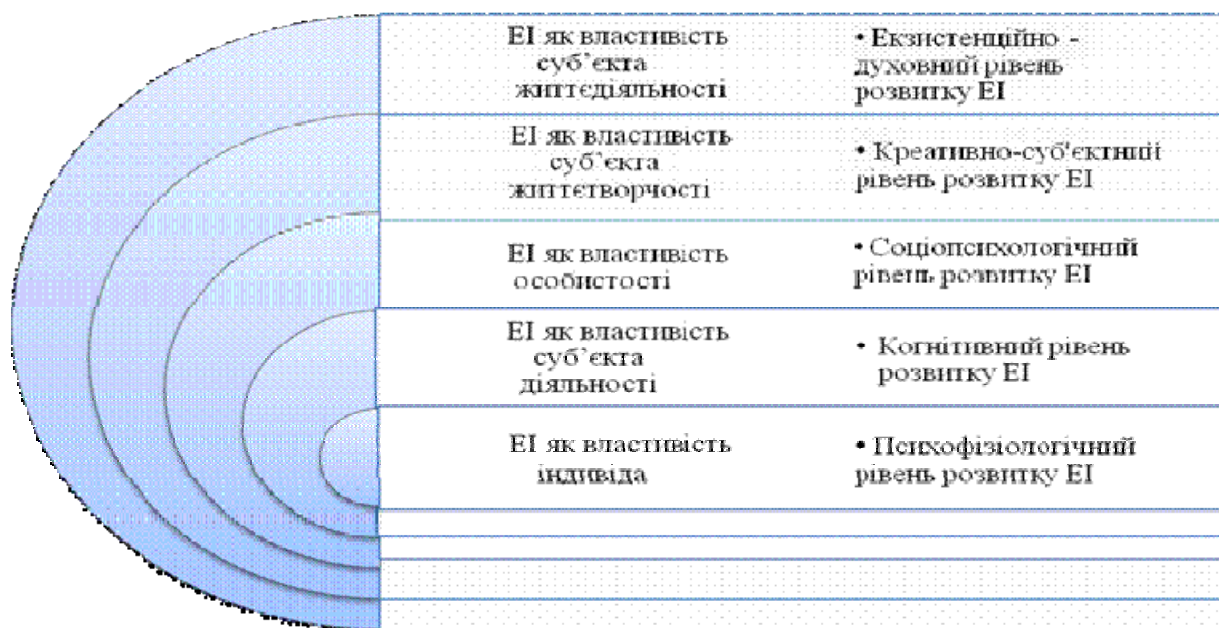 ЕІ як властивість
суб’єкта
життєдіяльності
• Екзистенційно -
духовний рівень
розвитку ЕІ
ЕІ як властивість
суб’єкта
життєтворчості
• Креативно-суб'єктний
рівень розвитку ЕІ
ЕІ як властивість
особистості
• Соціопсихологічний
рівень розвитку ЕІ
ЕІ як властивість
суб’єкта
діяльності
• Когнітивний рівень
розвитку ЕІ
ЕІ як властивість
індивіда
• Психофізіологічний
рівень розвитку ЕІ